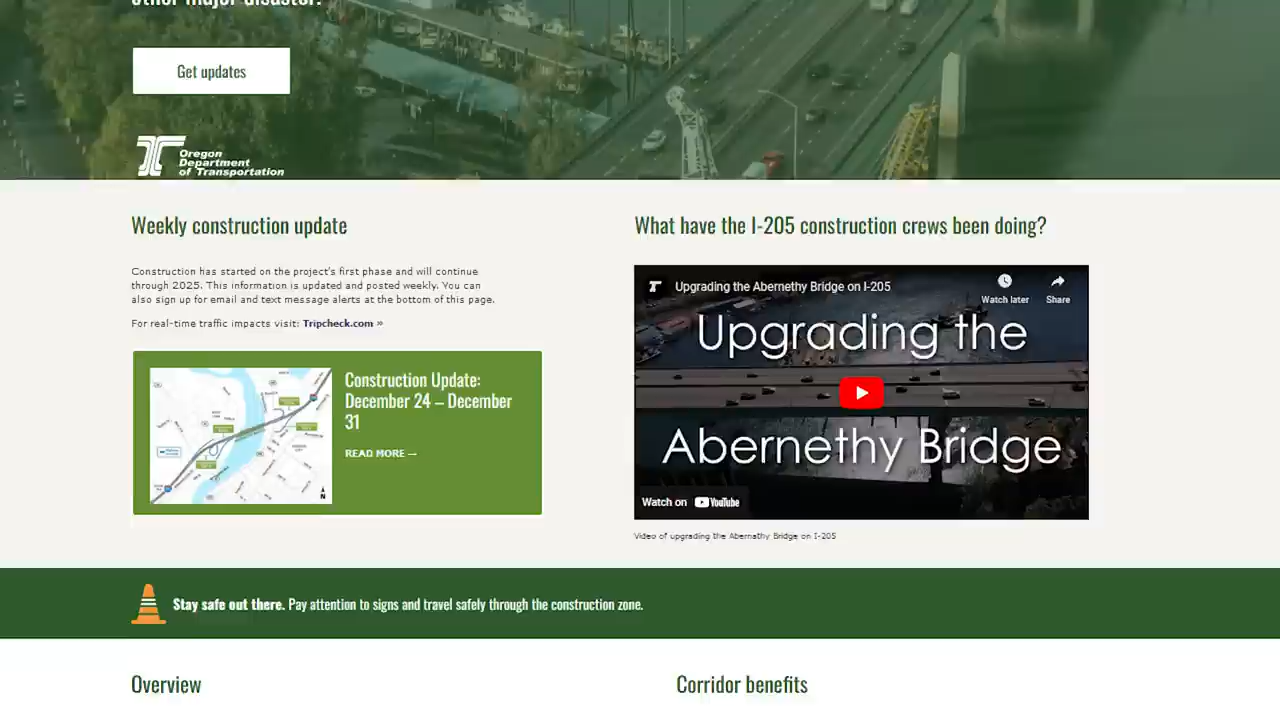 other major disaster.
Get updates
Oregon
Department
of Transportation
Weekly construction update
Construction has started on the project's first phase and will continue
through 2025. This information is updated and posted weekly. You can
also sign up for email and text message alerts at the bottom of this page.
For real-time traffic impacts visit: Tripcheck.com »
Construction Update:
December 24 – December
31
READ MORE →
What have the I-205 construction crews been doing?
Upgrading the Abernethy Bridge on I-205
Watch later
Share
Upgrading the
Abernethy Bridge
Watch on YouTube
Video of upgrading the Abernathy Bridge on I-205
Stay safe out there. Pay attention to signs and travel safely through the construction zone.
Overview
Corridor benefits